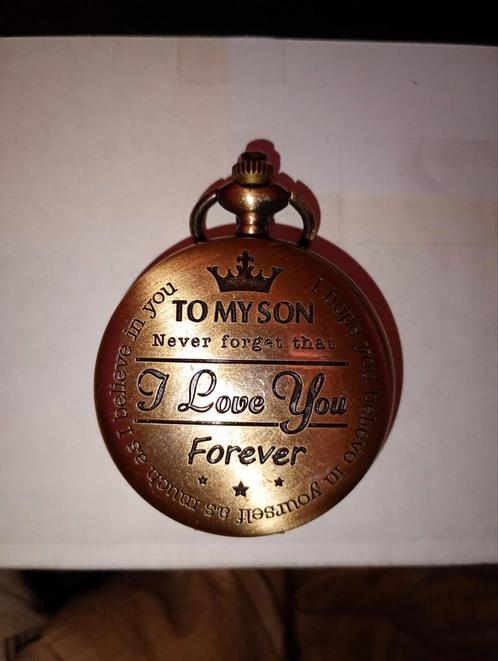 TO MY SON
Never forget that
I Love You
Forever
I hope you believe in yourself as much as I believe in you